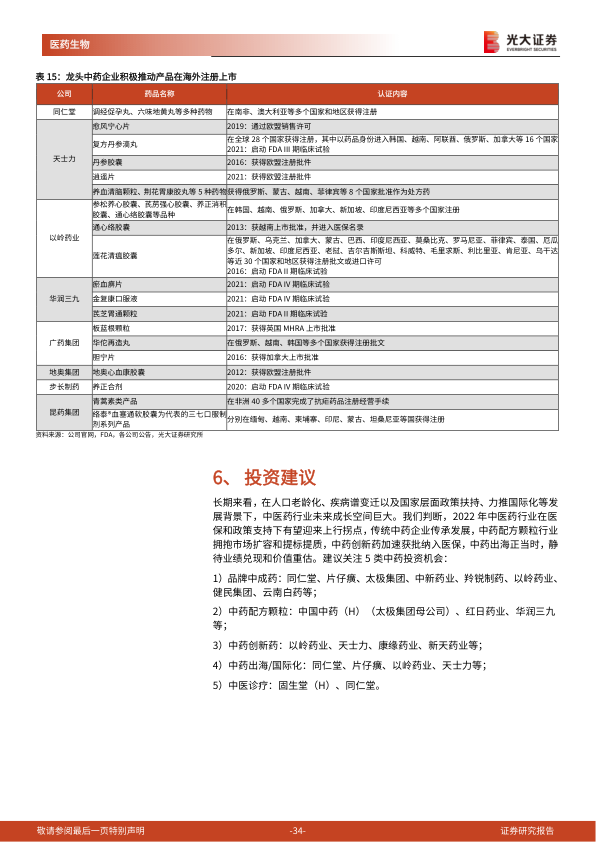 医药生物
光大证券
EVERBRIGHT SECURITIES
表 15：龙头中药企业积极推动产品在海外注册上市
公司 药品名称 认证内容
同仁堂 调经促孕丸、六味地黄丸等多种药物 在南非、澳大利亚等多个国家和地区获得注册
天士力
愈风宁心片 2019：通过欧盟销售许可
复方丹参滴丸
在全球 28 个国家获得注册，其中以药品身份进入韩国、越南、阿联酋、俄罗斯、加拿大等 16 个国家
2021：启动 FDA III 期临床试验
丹参胶囊 2016：获得欧盟注册批件
逍遥片 2021：获得欧盟注册批件
养血清脑颗粒、荆花胃康胶丸等 5 种药物 获得俄罗斯、蒙古、越南、菲律宾等 8 个国家批准作为处方药
以岭药业
参松养心胶囊、芪苈强心胶囊、养正消积
胶囊、通心络胶囊等品种
在韩国、越南、俄罗斯、加拿大、新加坡、印度尼西亚等多个国家注册
通心络胶囊 2013：获越南上市批准，并进入医保名录
莲花清瘟胶囊
在俄罗斯、乌克兰、加拿大、蒙古、巴西、印度尼西亚、莫桑比克、罗马尼亚、菲律宾、泰国、厄瓜
多尔、新加坡、印度尼西亚、老挝、吉尔吉斯斯坦、科威特、毛里求斯、利比里亚、肯尼亚、乌干达
等近 30 个国家和地区获得注册批文或进口许可
2016：启动 FDA II 期临床试验
华润三九
瘀血痹片 2021：启动 FDA IV 期临床试验
金复康口服液 2021：启动 FDA IV 期临床试验
芪芝胃通颗粒 2021：启动 FDA II 期临床试验
广药集团
板蓝根颗粒 2017：获得英国 MHRA 上市批准
华佗再造丸 在俄罗斯、越南、韩国等多个国家获得注册批文
胆宁片 2016：获得加拿大上市批准
地奥集团 地奥心血康胶囊 2012：获得欧盟注册批件
步长制药 养正合剂 2020：启动 FDA IV 期临床试验
昆药集团
青蒿素类产品 在非洲 40 多个国家完成了抗疟药品注册经营手续
络泰®血塞通软胶囊为代表的三七口服制
剂系列产品
分别在缅甸、越南、柬埔寨、印尼、蒙古、坦桑尼亚等国获得注册
资料来源：公司官网，FDA，各公司公告，光大证券研究所
6、 投资建议
长期来看，在人口老龄化、疾病谱变迁以及国家层面政策扶持、力推国际化等发
展背景下，中医药行业未来成长空间巨大。我们判断，2022 年中医药行业在医
保和政策支持下有望迎来上行拐点，传统中药企业传承发展，中药配方颗粒行业
拥抱市场扩容和提标提质，中药创新药加速获批纳入医保，中药出海正当时，静
待业绩兑现和价值重估。建议关注 5 类中药投资机会：
1）品牌中成药：同仁堂、片仔癀、太极集团、中新药业、羚锐制药、以岭药业、
健民集团、云南白药等；
2）中药配方颗粒：中国中药（H）（太极集团母公司）、红日药业、华润三九
等；
3）中药创新药：以岭药业、天士力、康缘药业、新天药业等；
4）中药出海/国际化：同仁堂、片仔癀、以岭药业、天士力等；
5）中医诊疗：固生堂（H）、同仁堂。
敬请参阅最后一页特别声明
-34-
证券研究报告